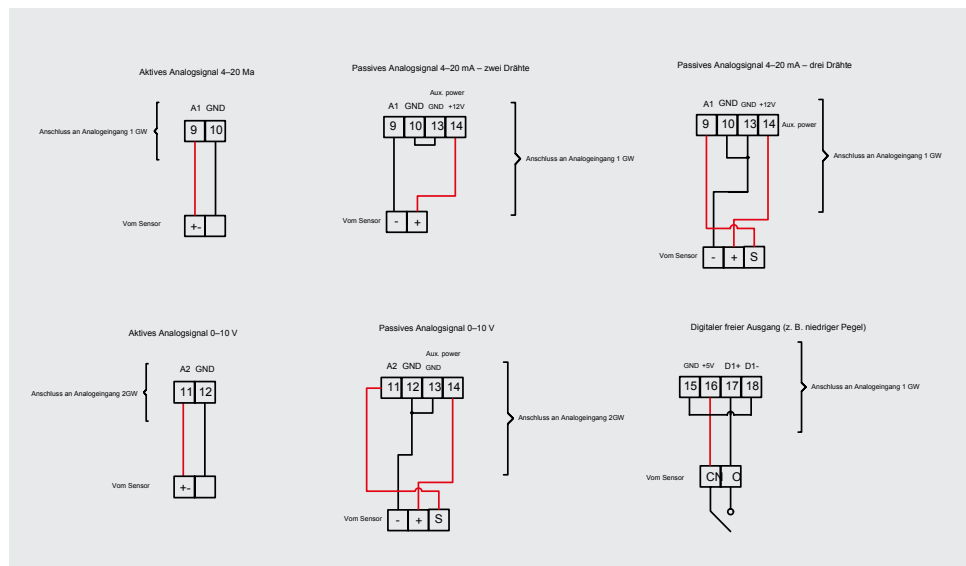 Aktives Analogsignal 4–20 Ma
A1 GND
Anschluss an Analogeingang 1 GW
9 10
Vom Sensor
+-
Passives Analogsignal 4–20 mA – zwei Drähte
Aux. power
A1 GND GND +12V
9 10 13 14
Anschluss an Analogeingang 1 GW
Vom Sensor
- +
Passives Analogsignal 4–20 mA – drei Drähte
A1 GND GND +12V
9 10 13 14 Aux. power
Anschluss an Analogeingang 1 GW
Vom Sensor
- + S
Aktives Analogsignal 0–10 V
A2 GND
Anschluss an Analogeingang 2GW
11 12
Vom Sensor
+-
Passives Analogsignal 0–10 V
Aux. power
A2 GND GND
11 12 13 14
Anschluss an Analogeingang 2GW
Vom Sensor
- + S
Digitaler freier Ausgang (z. B. niedriger Pegel)
GND +5V D1+ D1-
15 16 17 18
Anschluss an Analogeingang 1 GW
Vom Sensor
CN O